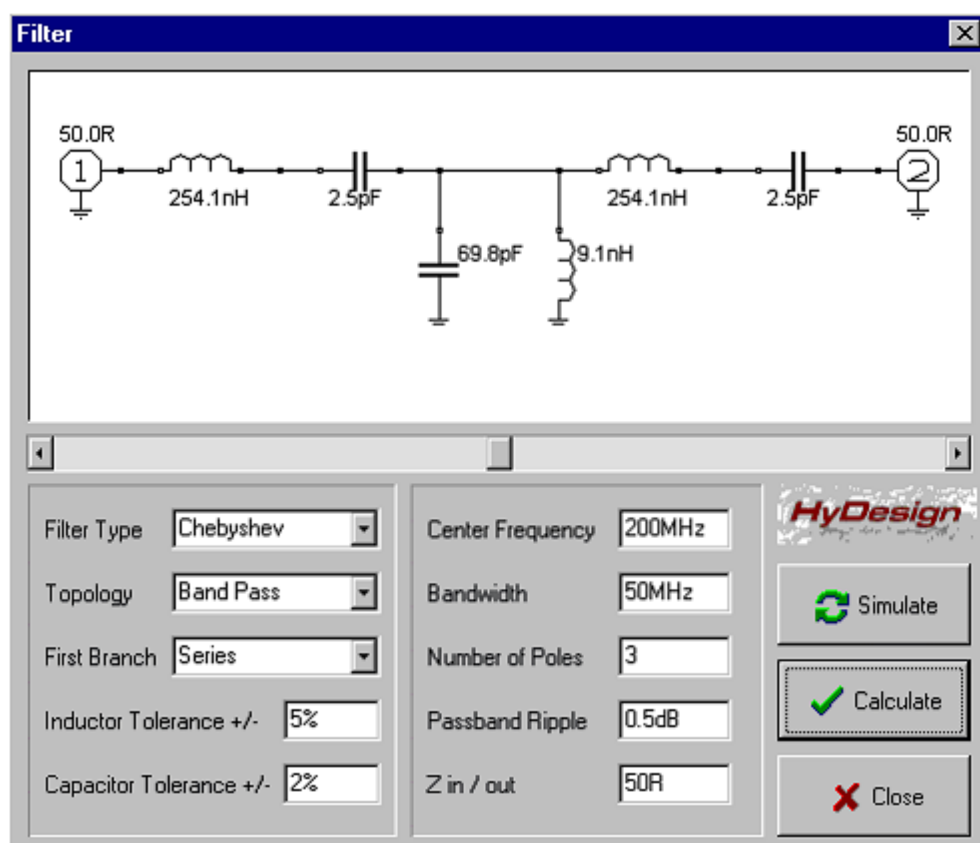 Filter
50.0R
50.0R
1
2
254.1nH
2.5pF
254.1nH
2.5pF
69.8pF
9.1nH
Filter Type
Chebyshev
Topology
Band Pass
First Branch
Series
Inductor Tolerance +/-
5%
Capacitor Tolerance +/-
2%
Center Frequency
200MHz
Bandwidth
50MHz
Number of Poles
3
Passband Ripple
0.5dB
Z in / out
50R
HyDesign
Simulate
Calculate
Close